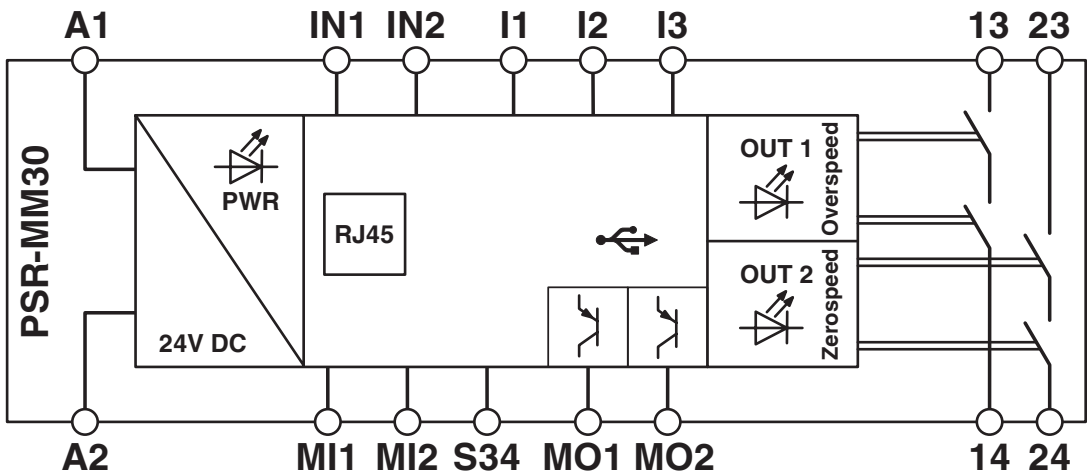 A1 IN1 IN2 I1 I2 I3 13 23
PSR-MM30
PWR
24V DC
RJ45
OUT 1
Overspeed
OUT 2
Zerospeed
A2 MI1 MI2 S34 MO1 MO2 14 24